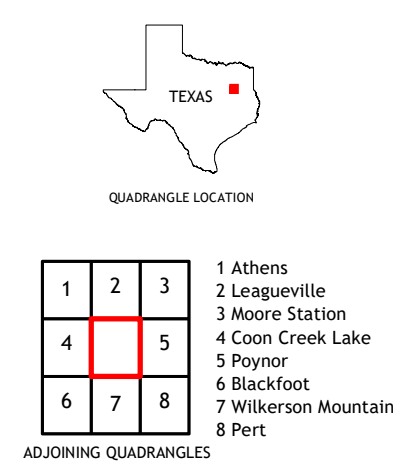 TEXAS
QUADRANGLE LOCATION
1 2 3
4 5
6 7 8
1 Athens
2 Leagueville
3 Moore Station
4 Coon Creek Lake
5 Poynor
6 Blackfoot
7 Wilkerson Mountain
8 Pert
ADJOINING QUADRANGLES